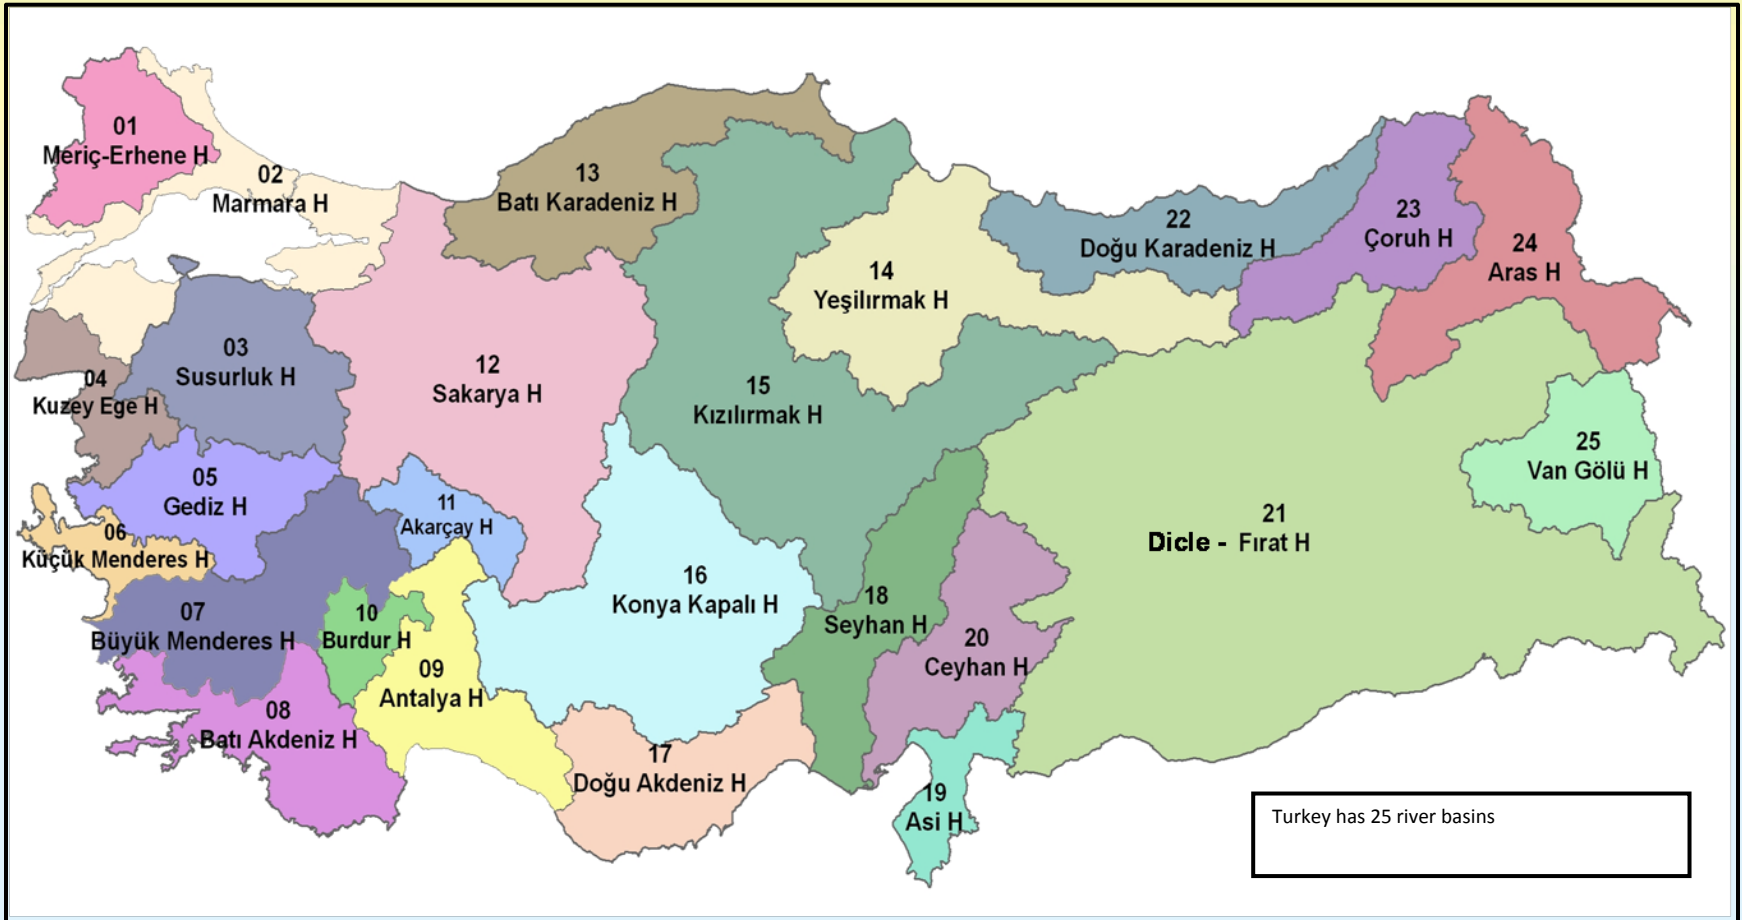 01
Meriç-Erhene H
02
Marmara H
03
Susurluk H
04
Kuzey Ege H
05
Gediz H
06
Küçük Menderes H
07
Büyük Menderes H
08
Batı Akdeniz H
09
Antalya H
10
Burdur H
11
Akarçay H
12
Sakarya H
13
Batı Karadeniz H
14
Yeşilırmak H
15
Kızılırmak H
16
Konya Kapalı H
17
Doğu Akdeniz H
18
Seyhan H
19
Asi H
20
Ceyhan H
21
Dicle - Fırat H
22
Doğu Karadeniz H
23
Çoruh H
24
Aras H
25
Van Gölü H
Turkey has 25 river basins